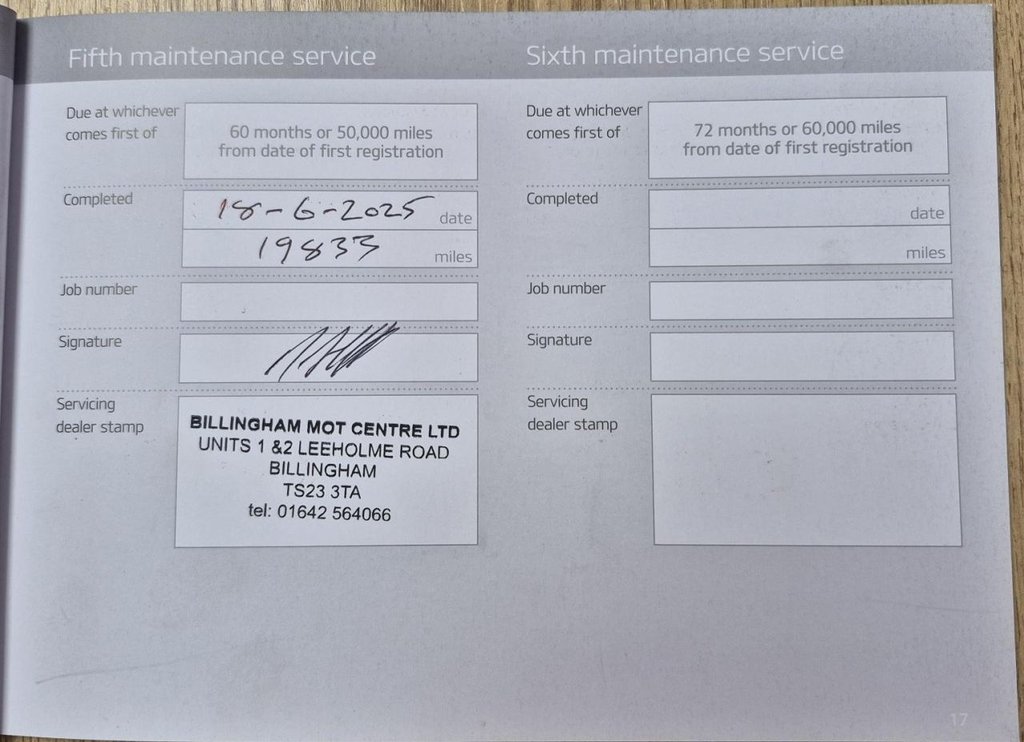 Fifth maintenance service
Due at whichever
comes first of
60 months or 50,000 miles
from date of first registration
Completed
18-6-2025 date
19833 miles
Job number
Signature
Servicing
dealer stamp
BILLINGHAM MOT CENTRE LTD
UNITS 1 &2 LEEHOLME ROAD
BILLINGHAM
TS23 3TA
tel: 01642 564066
Sixth maintenance service
Due at whichever
comes first of
72 months or 60,000 miles
from date of first registration
Completed
date
miles
Job number
Signature
Servicing
dealer stamp
17